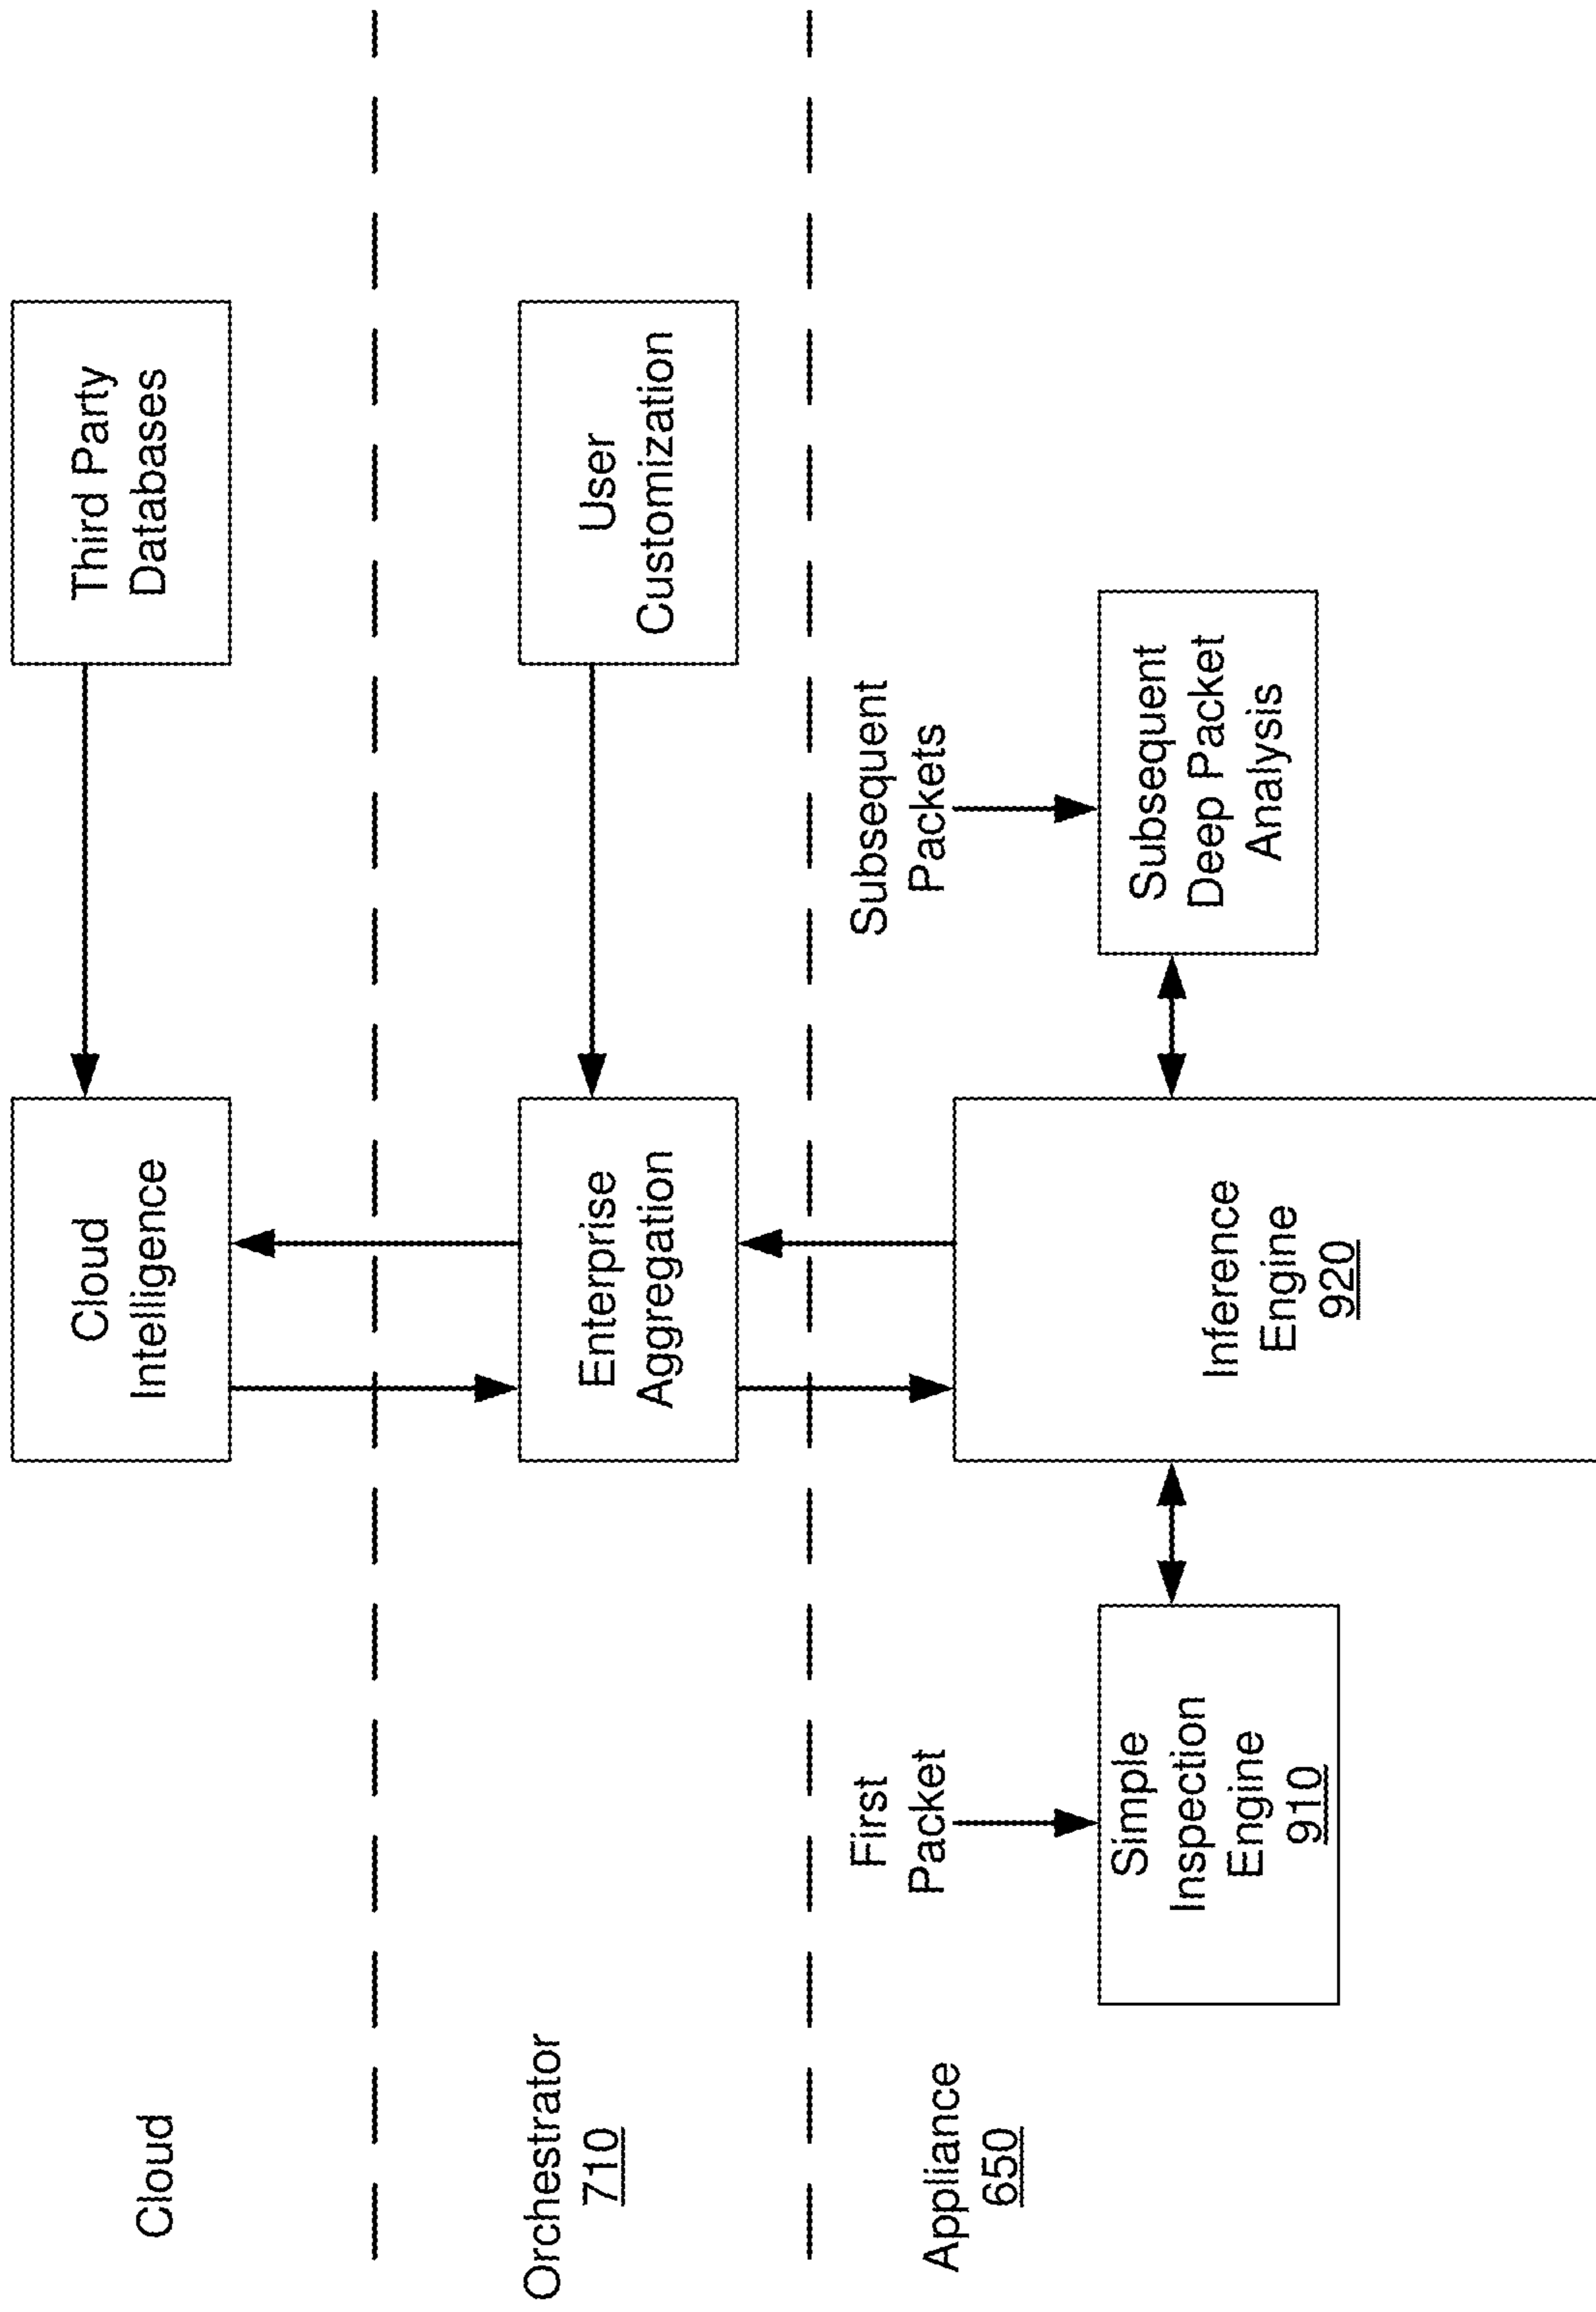 Cloud
Cloud
Intelligence
Third Party
Databases
Orchestrator
710
Enterprise
Aggregation
User
Customization
Appliance
650
First
Packet
Simple
Inspection
Engine
910
Inference
Engine
920
Subsequent
Packets
Subsequent
Deep Packet
Analysis